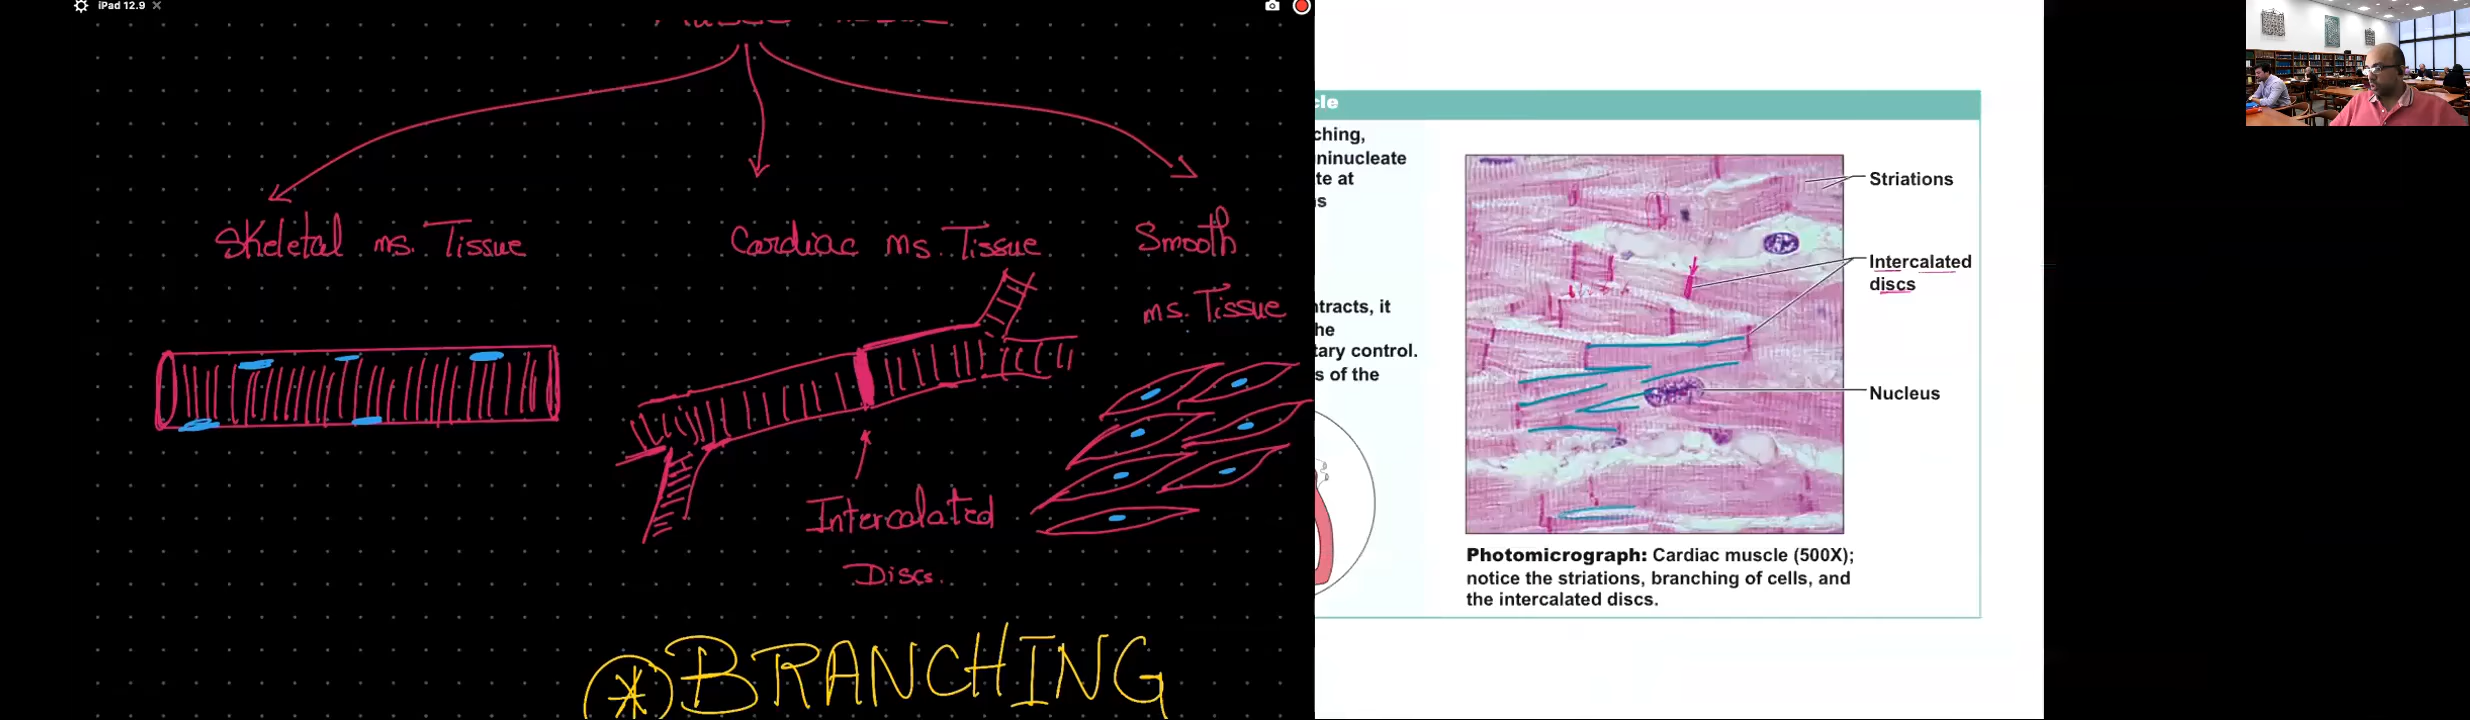 iPad 12.9
Skeletal ms. Tissue
Cardiac ms. Tissue
Smooth
ms. Tissue
Intercalated
Discs.
* BRANCHING
cle
ching,
ninucleate
te at
s
ntracts, it
he
tary control.
s of the
Striations
Intercalated
discs
Nucleus
Photomicrograph: Cardiac muscle (500X);
notice the striations, branching of cells, and
the intercalated discs.